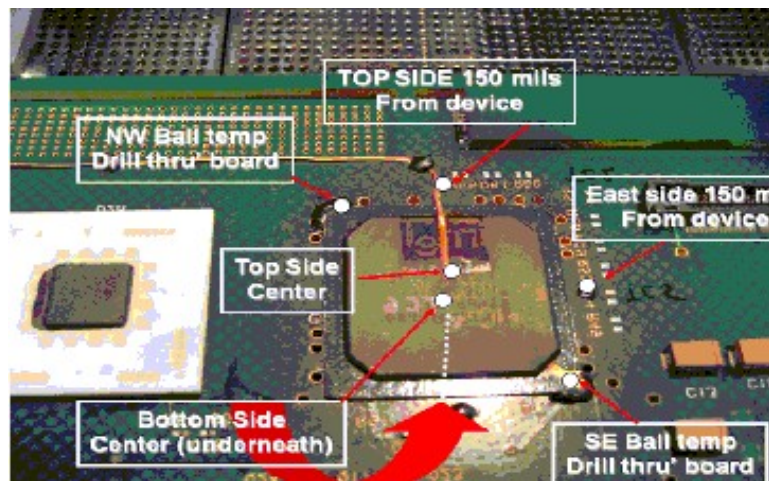 TOP SIDE 150 mils
From device
NW Ball temp
Drill thru' board
East side 150 m
From device
Top Side
Center
Bottom Side
Center (underneath)
SE Ball temp
Drill thru' board
C17